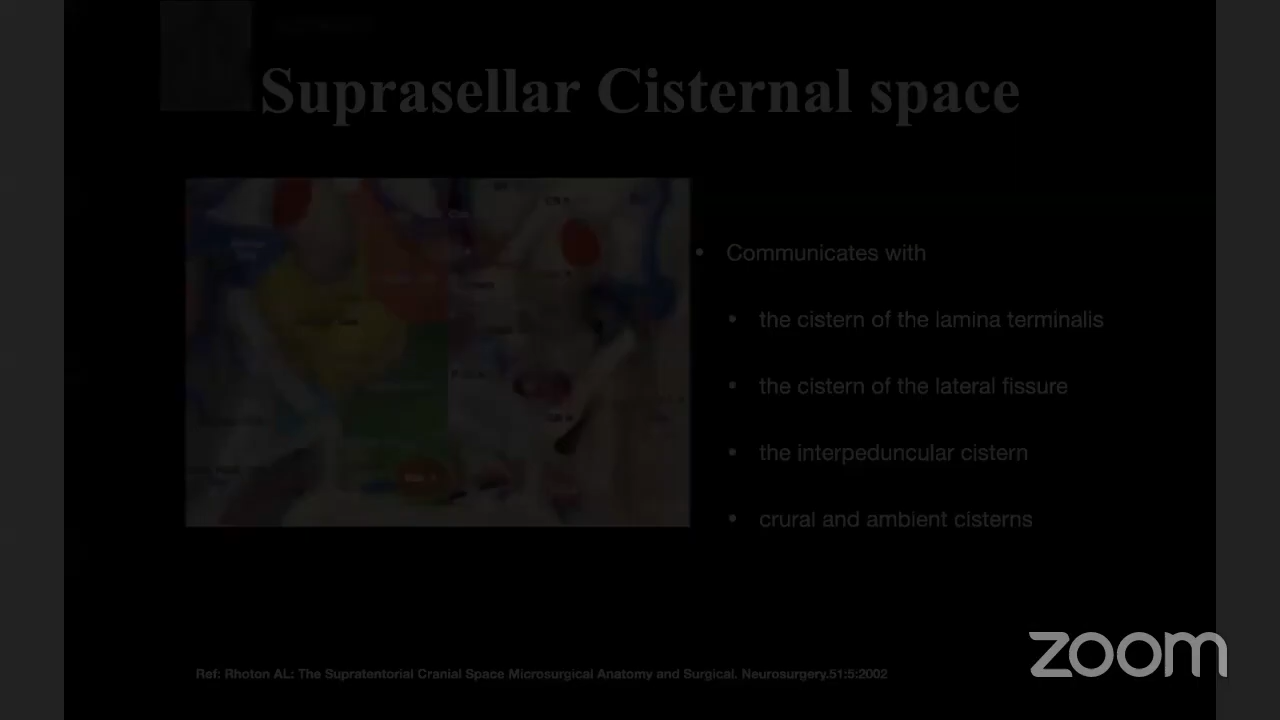 Suprasellar Cisternal space
• Communicates with
• the cistern of the lamina terminalis
• the cistern of the lateral fissure
• the interpeduncular cistern
• crural and ambient cisterns
Ref: Rhoton AL: The Supratentorial Cranial Space Microsurgical Anatomy and Surgical. Neurosurgery.51:5:2002
zoom